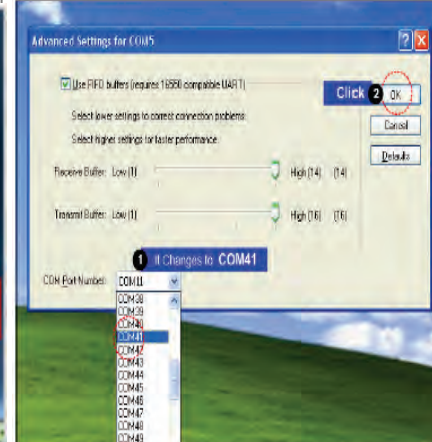 Advanced Settings for COM5
Use FIFO buffers (requires 16550 compatible UART)
Click 2 OK
Select lower settings to correct connection problems.
Cancel
Select higher settings for faster performance.
Defaults
Receive Buffer: Low (1) High (14) (14)
Transmit Buffer: Low (1) High (16) (16)
1 It Changes to COM41
COM Port Number: COM11
COM38
COM39
COM40
COM41
COM42
COM43
COM44
COM45
COM46
COM47
COM48
COM49